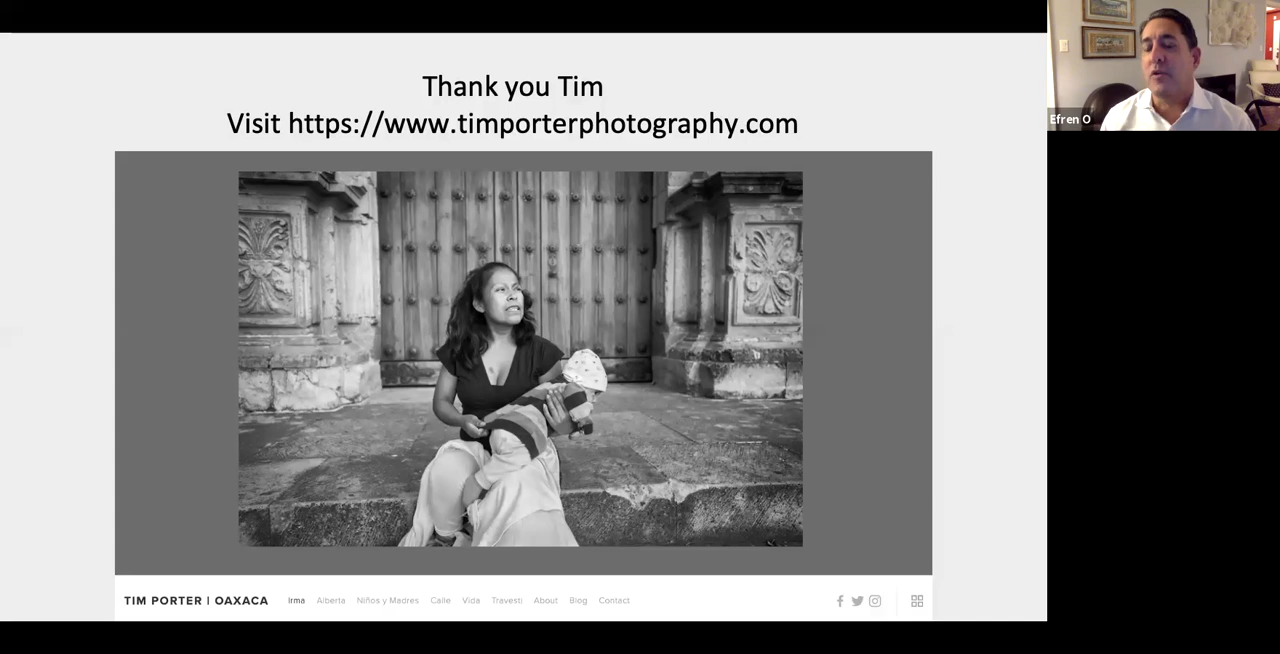 Thank you Tim
Visit https://www.timporterphotography.com
Efren O
TIM PORTER | OAXACA Irma Alberta Niños y Madres Calle Vida Travesti About Blog Contact